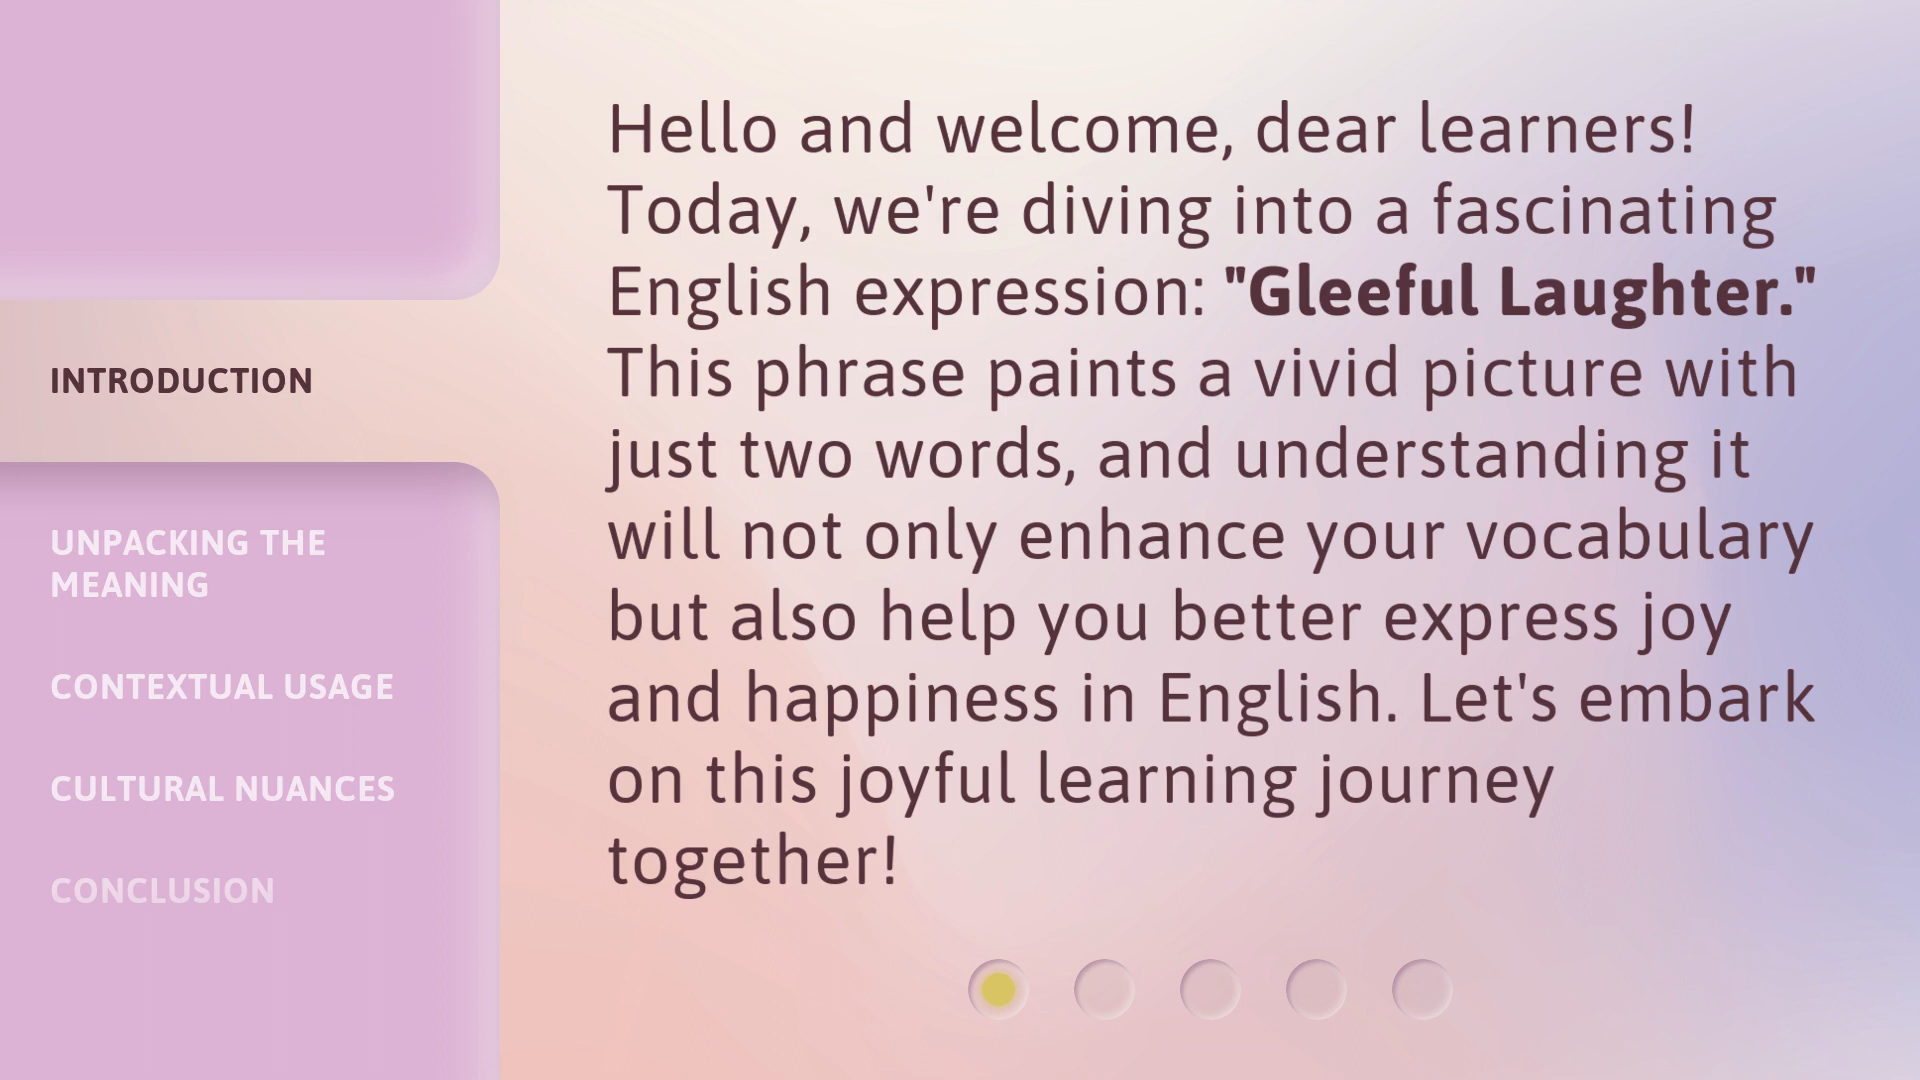 INTRODUCTION
UNPACKING THE
MEANING
CONTEXTUAL USAGE
CULTURAL NUANCES
CONCLUSION
Hello and welcome, dear learners!
Today, we're diving into a fascinating
English expression: "Gleeful Laughter."
This phrase paints a vivid picture with
just two words, and understanding it
will not only enhance your vocabulary
but also help you better express joy
and happiness in English. Let's embark
on this joyful learning journey
together!